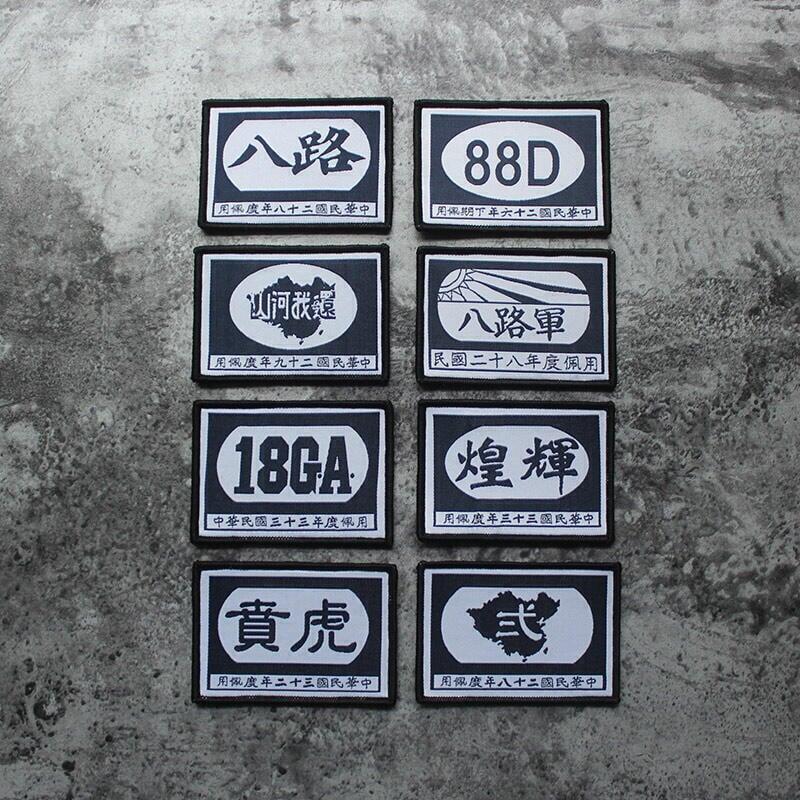 八路
中華民國二十八年度佩用
88D
中華民國二十六年下期佩用
還我河山
中華民國二十九年度佩用
八路軍
民國二十八年度佩用
18G.A.
中華民國三十三年度佩用
輝煌
中華民國三十三年度佩用
虎賁
中華民國三十二年度佩用
弍
中華民國二十八年度佩用